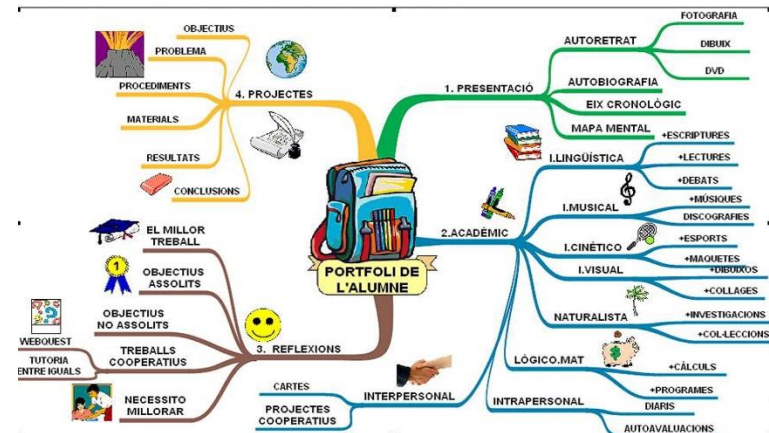 PORTFOLI DE
L'ALUMNE
1. PRESENTACIÓ
AUTORETRAT
FOTOGRAFIA
DIBUIX
DVD
AUTOBIOGRAFIA
EIX CRONOLÒGIC
MAPA MENTAL
2.ACADÈMIC
I.LINGÜÍSTICA
+ESCRIPTURES
+LECTURES
+DEBATS
I.MUSICAL
+MÚSIQUES
DISCOGRAFIES
I.CINÈTICO
+ESPORTS
+MAQUETES
I.VISUAL
+DIBUIXOS
+COLLAGES
NATURALISTA
+INVESTIGACIONS
+COL·LECCIONS
LÒGICO.MAT
+CÀLCULS
+PROGRAMES
INTRAPERSONAL
DIARIS
AUTOAVALUACIONS
INTERPERSONAL
CARTES
PROJECTES
COOPERATIUS
3. REFLEXIONS
EL MILLOR
TREBALL
1
OBJECTIUS
ASSOLITS
OBJECTIUS
NO ASSOLITS
TREBALLS
COOPERATIUS
WEBQUEST
TUTORIA
ENTRE IGUALS
NECESSITO
MILLORAR
4. PROJECTES
OBJECTIUS
PROBLEMA
PROCEDIMENTS
MATERIALS
RESULTATS
CONCLUSIONS